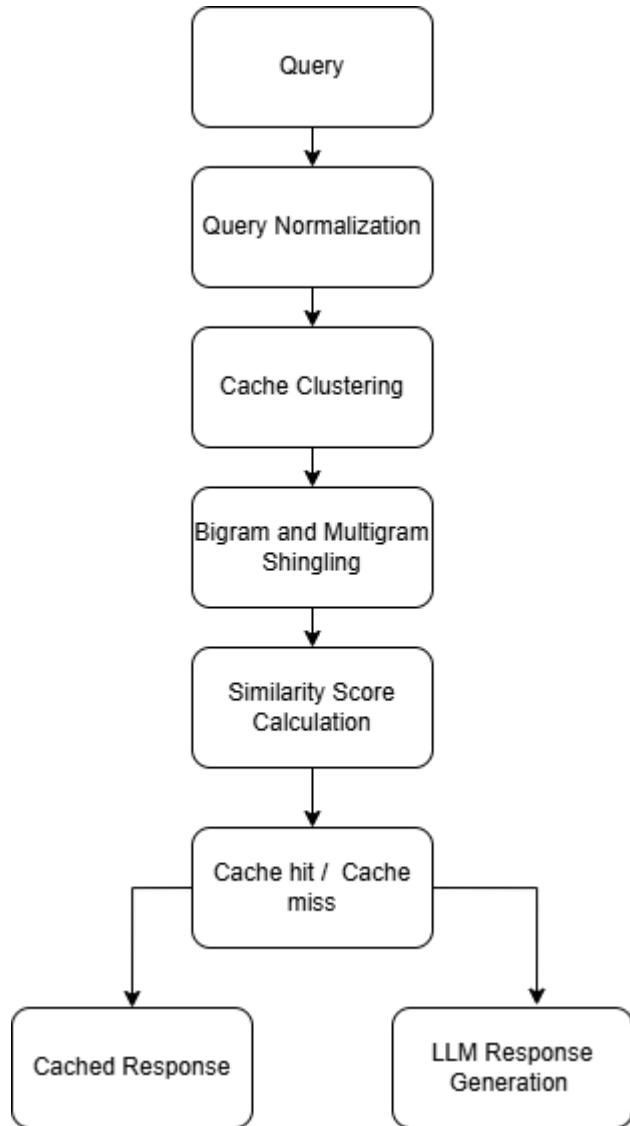 Query
Query Normalization
Cache Clustering
Bigram and Multigram
Shingling
Similarity Score
Calculation
Cache hit /  Cache
miss
Cached Response
LLM Response
Generation